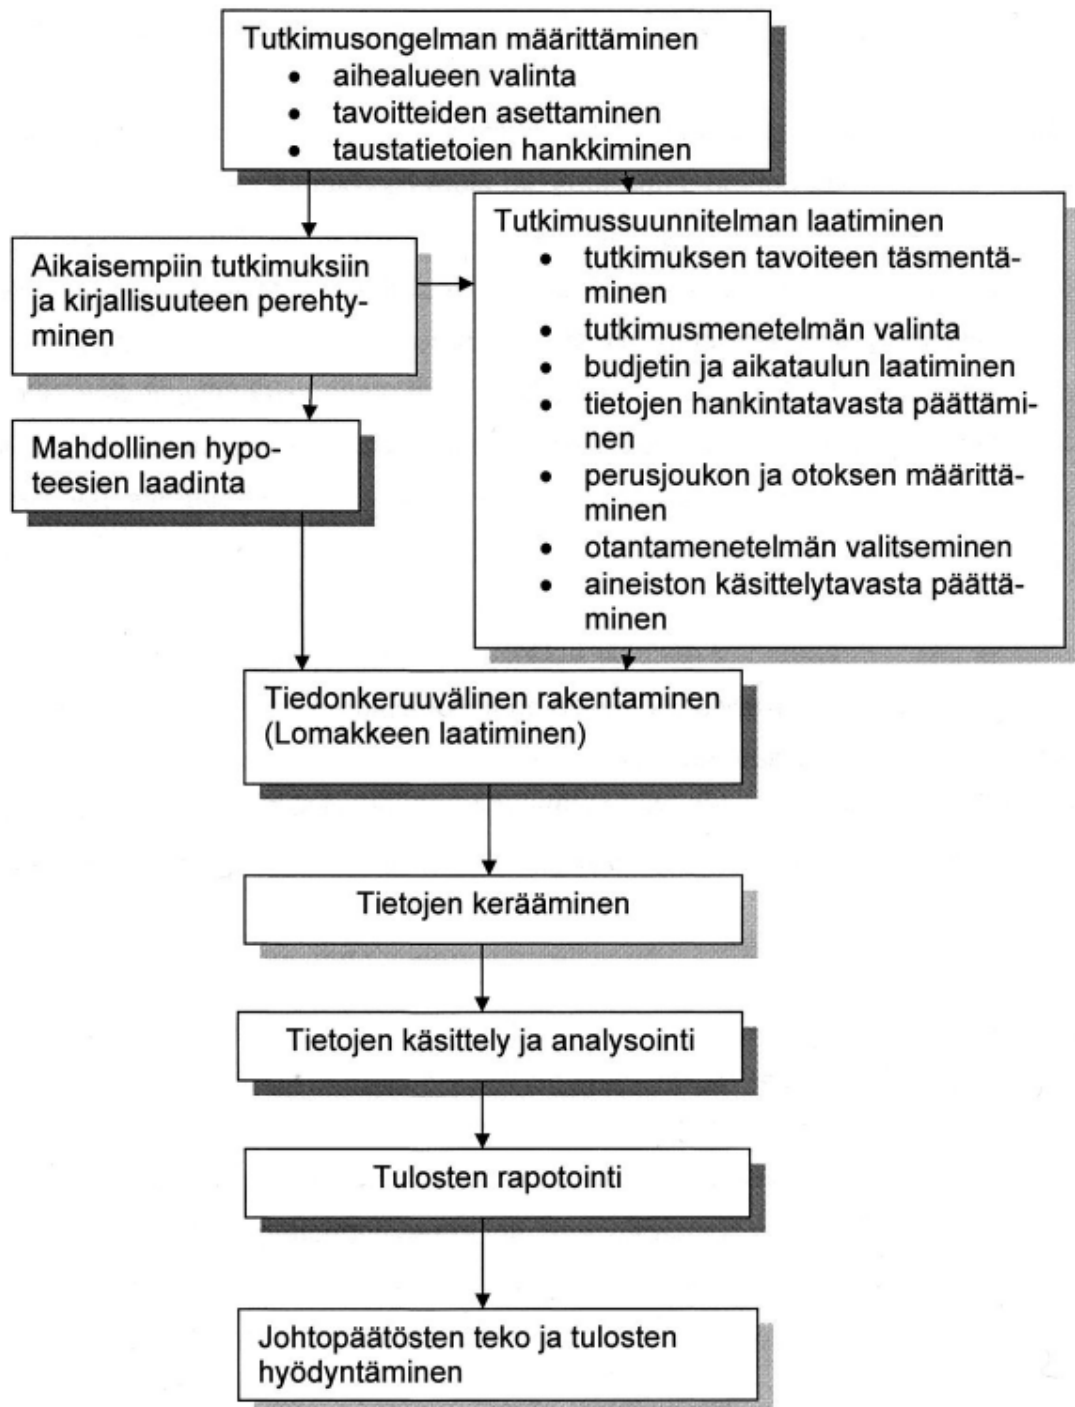 Tutkimusongelman määrittäminen
• aihealueen valinta
• tavoitteiden asettaminen
• taustatietoien hankkiminen
Aikaisempiin tutkimuksiin
ja kirjallisuuteen perehty-
minen
Tutkimussuunnitelman laatiminen
• tutkimuksen tavoiteen täsmentä-
minen
• tutkimusmenetelmän valinta
• budjetin ja aikataulun laatiminen
• tietojen hankintatavasta päättämi-
nen
• perusjoukon ja otoksen määrittä-
minen
• otantamenetelmän valitseminen
• aineiston käsittelytavasta päättä-
minen
Mahdollinen hypo-
teesien laadinta
Tiedonkeruuvälinen rakentaminen
(Lomakkeen laatiminen)
Tietojen kerääminen
Tietojen käsittely ja analysointi
Tulosten rapotointi
Johtopäätösten teko ja tulosten
hyödyntäminen